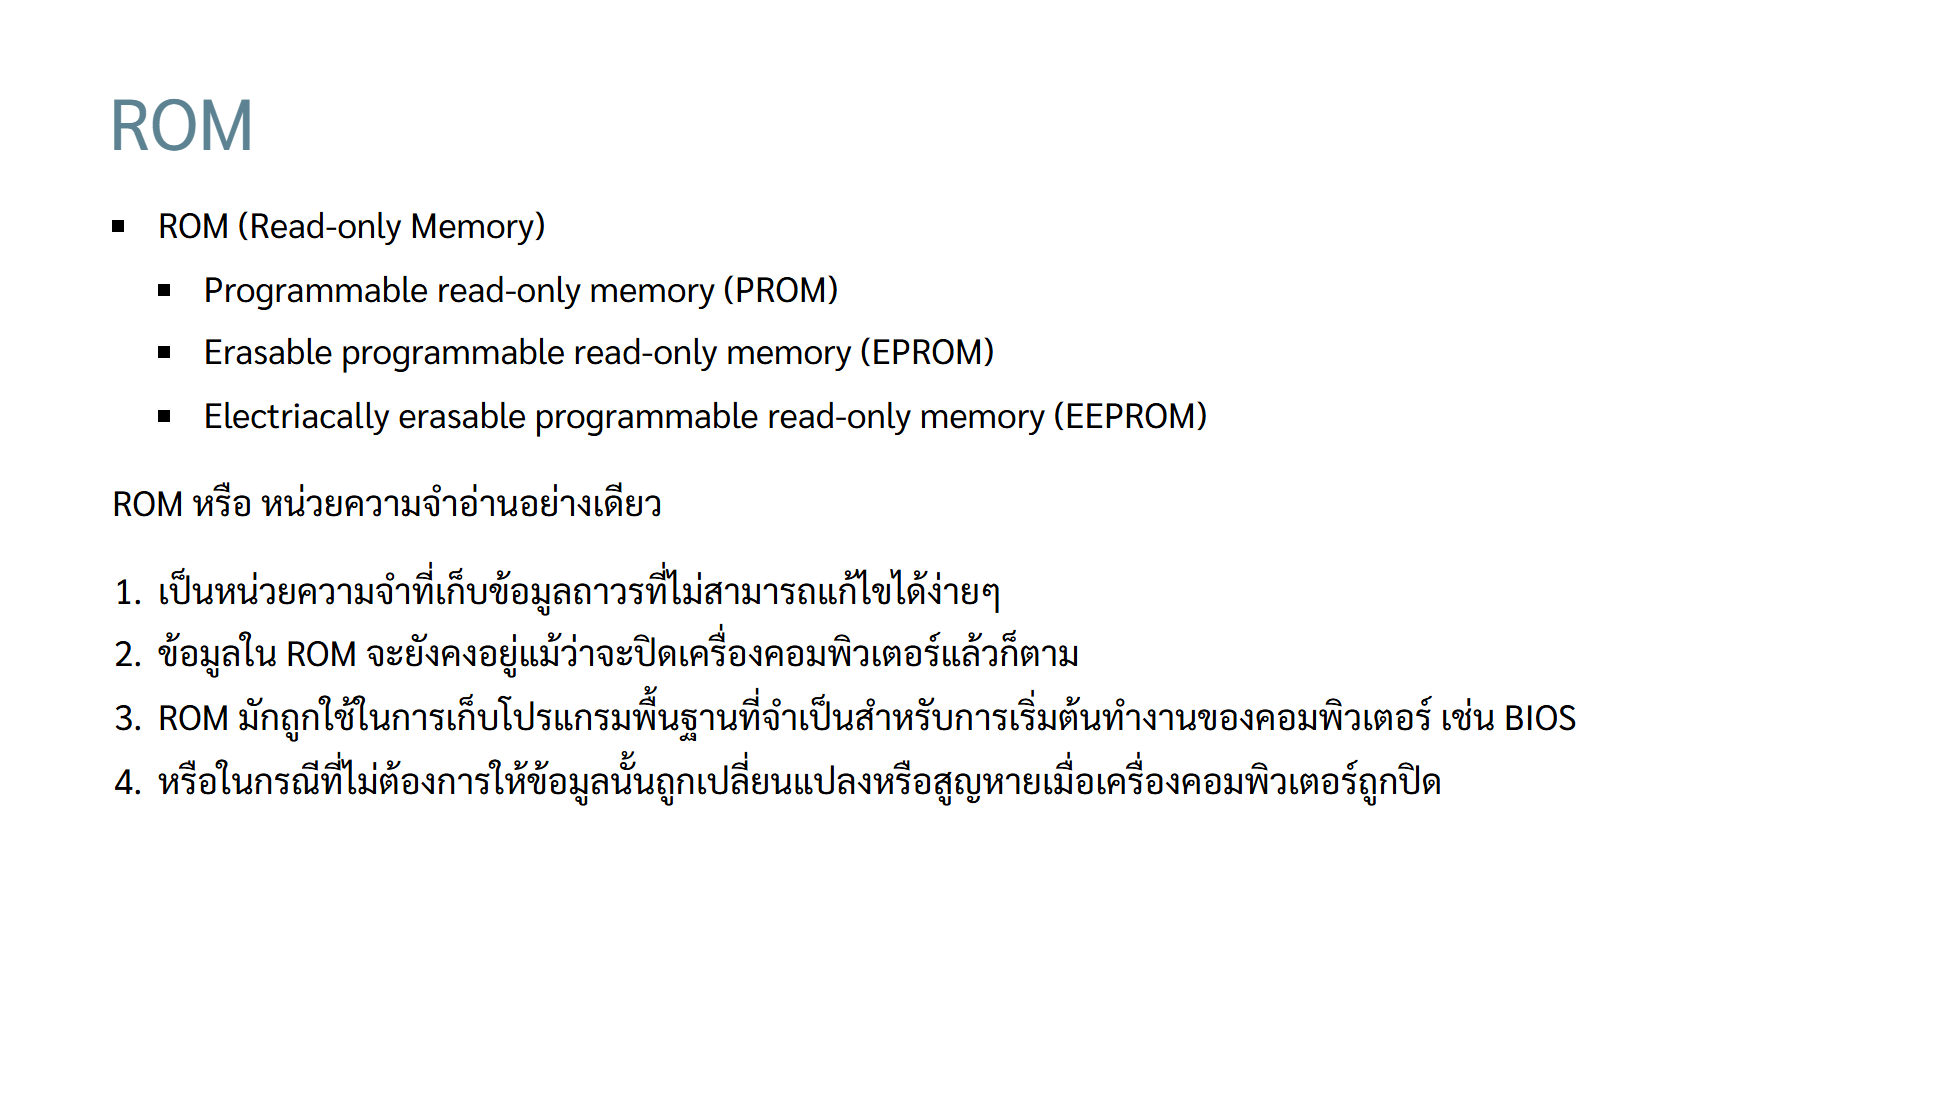 ROM
▪ ROM (Read-only Memory)
▪ Programmable read-only memory (PROM)
▪ Erasable programmable read-only memory (EPROM)
▪ Electriacally erasable programmable read-only memory (EEPROM)
ROM หรือ หน่วยความจำอ่านอย่างเดียว
1. เป็นหน่วยความจำที่เก็บข้อมูลถาวรที่ไม่สามารถแก้ไขได้ง่ายๆ
2. ข้อมูลใน ROM จะยังคงอยู่แม้ว่าจะปิดเครื่องคอมพิวเตอร์แล้วก็ตาม
3. ROM มักถูกใช้ในการเก็บโปรแกรมพื้นฐานที่จำเป็นสำหรับการเริ่มต้นทำงานของคอมพิวเตอร์ เช่น BIOS
4. หรือในกรณีที่ไม่ต้องการให้ข้อมูลนั้นถูกเปลี่ยนแปลงหรือสูญหายเมื่อเครื่องคอมพิวเตอร์ถูกปิด